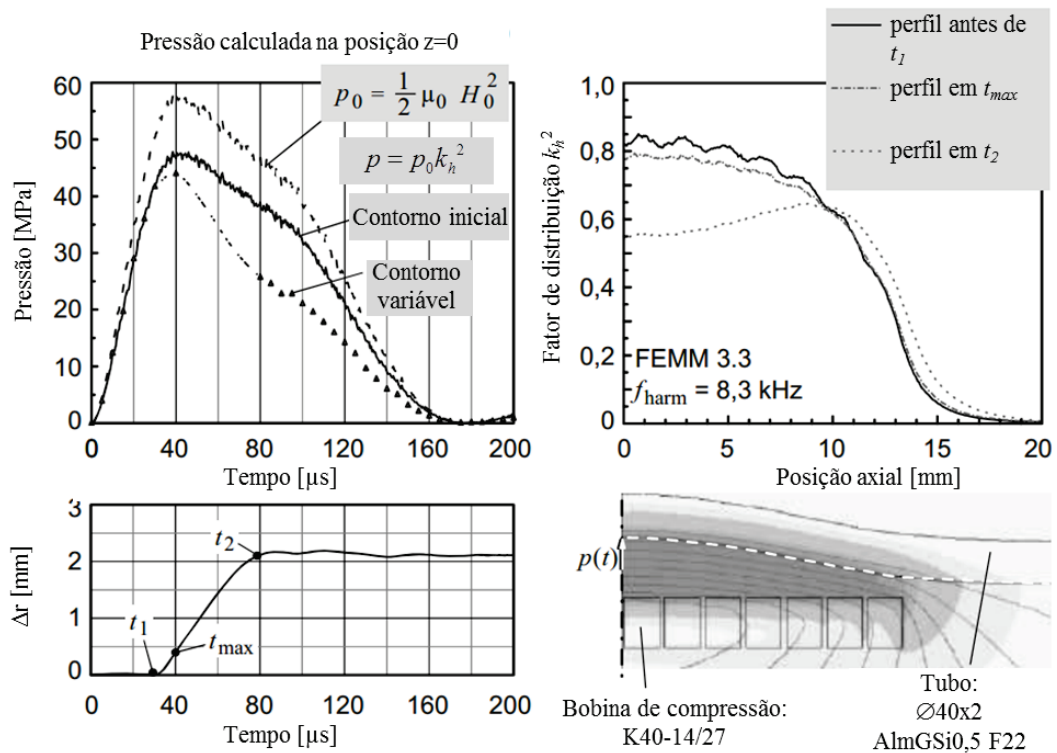 Pressão calculada na posição z=0
60
50
40
30
20
10
0
Pressão [MPa]
p₀ = 1/2 μ₀ H₀²
p = p₀kₕ²
Contorno inicial
Contorno
variável
0 40 80 120 160 200
Tempo [µs]
perfil antes de
t₁
perfil em tₘₐₓ
perfil em t₂
1,0
0,8
0,6
0,4
0,2
0
Fator de distribuição kₕ²
FEMM 3.3
f_harm = 8,3 kHz
0 5 10 15 20
Posição axial [mm]
3
2
1
0
Δr [mm]
t₁
tₘₐₓ
t₂
0 40 80 120 160 200
Tempo [µs]
p(t)
Bobina de compressão:
K40-14/27
Tubo:
∅40x2
AlmGSi0,5 F22